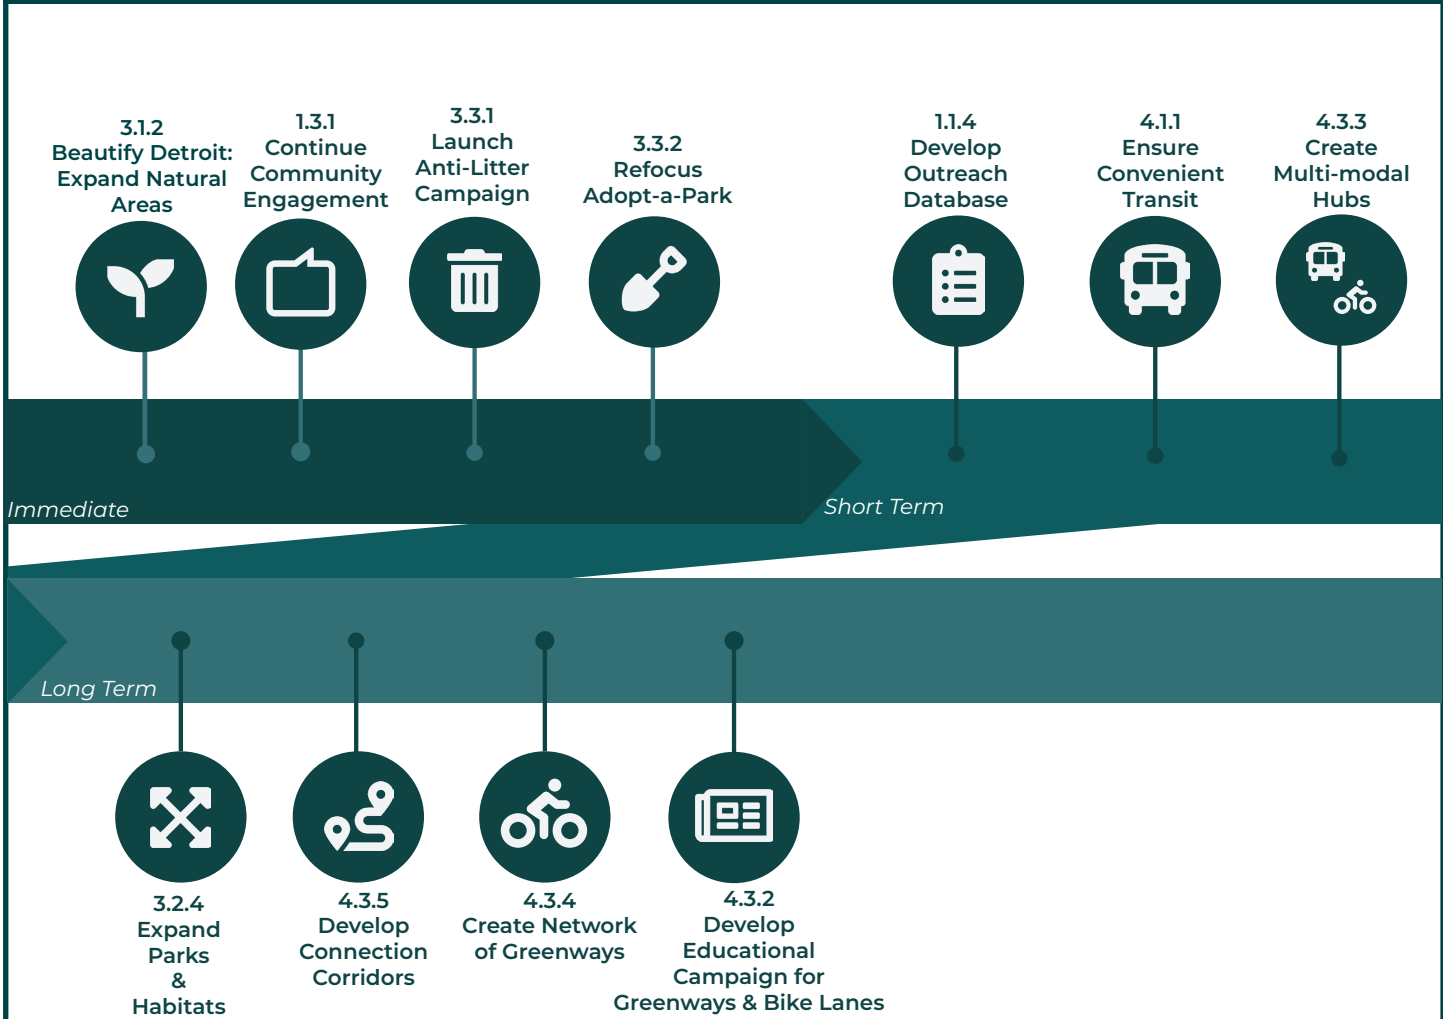 3.1.2
Beautify Detroit:
Expand Natural
Areas
1.3.1
Continue
Community
Engagement
3.3.1
Launch
Anti-Litter
Campaign
3.3.2
Refocus
Adopt-a-Park
1.1.4
Develop
Outreach
Database
4.1.1
Ensure
Convenient
Transit
4.3.3
Create
Multi-modal
Hubs
Immediate
Short Term
Long Term
3.2.4
Expand
Parks
&
Habitats
4.3.5
Develop
Connection
Corridors
4.3.4
Create Network
of Greenways
4.3.2
Develop
Educational
Campaign for
Greenways & Bike Lanes